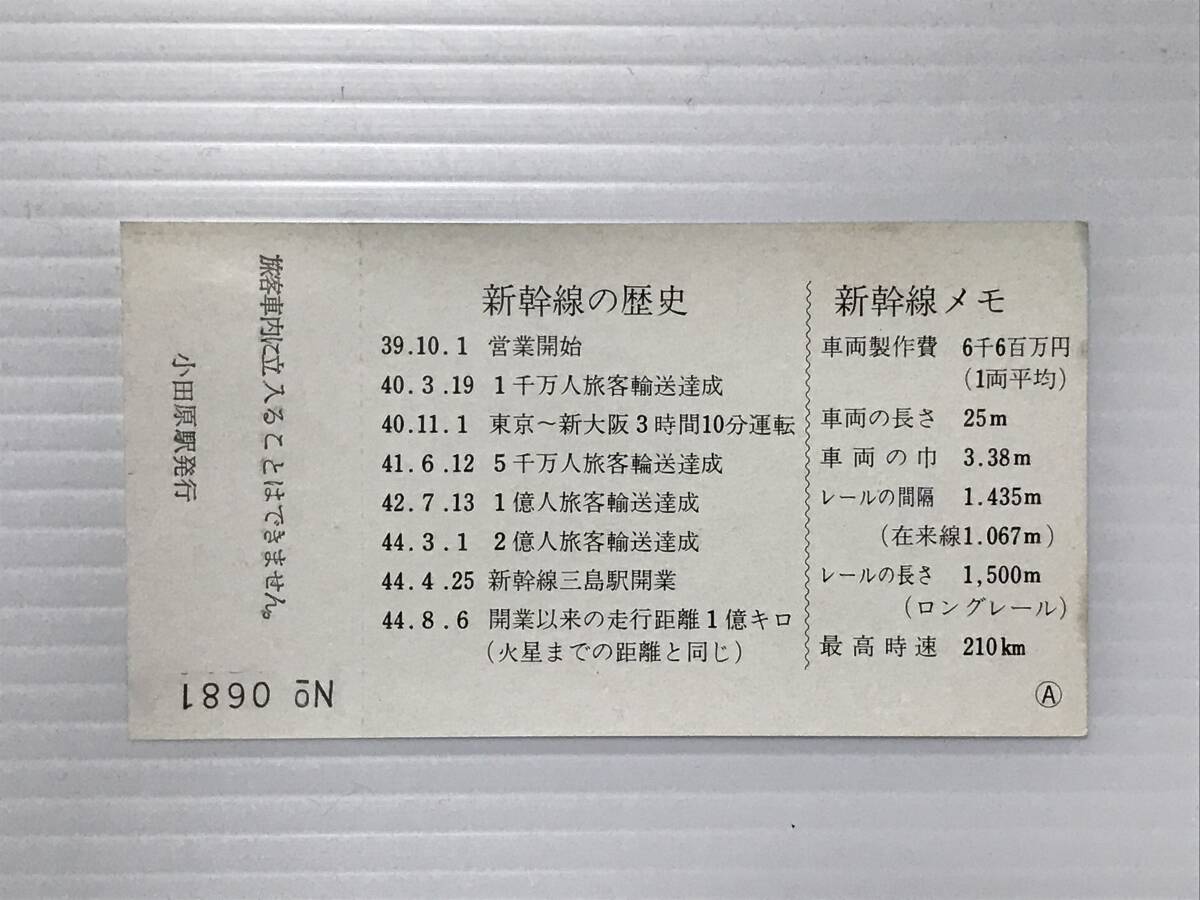 旅客車内に立入ることはできません。
小田原駅発行
No 0681
新幹線の歴史
39.10.1 営業開始
40.3.19 1千万人旅客輸送達成
40.11.1 東京〜新大阪3時間10分運転
41.6.12 5千万人旅客輸送達成
42.7.13 1億人旅客輸送達成
44.3.1 2億人旅客輸送達成
44.4.25 新幹線三島駅開業
44.8.6 開業以来の走行距離1億キロ
(火星までの距離と同じ)
新幹線メモ
車両製作費 6千6百万円
(1両平均)
車両の長さ 25m
車両の巾 3.38m
レールの間隔 1.435m
(在来線1.067m)
レールの長さ 1,500m
(ロングレール)
最高時速 210km
Ⓐ